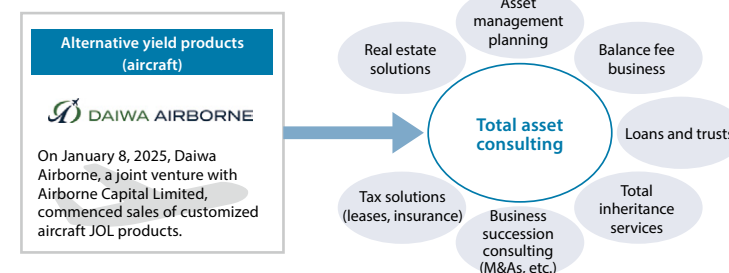 Alternative yield products
(aircraft)
DAIWA AIRBORNE
On January 8, 2025, Daiwa
Airborne, a joint venture with
Airborne Capital Limited,
commenced sales of customized
aircraft JOL products.
Asset
management
planning
Real estate
solutions
Balance fee
business
Total asset
consulting
Loans and trusts
Tax solutions
(leases, insurance)
Total
inheritance
services
Business
succession
consulting
(M&As, etc.)